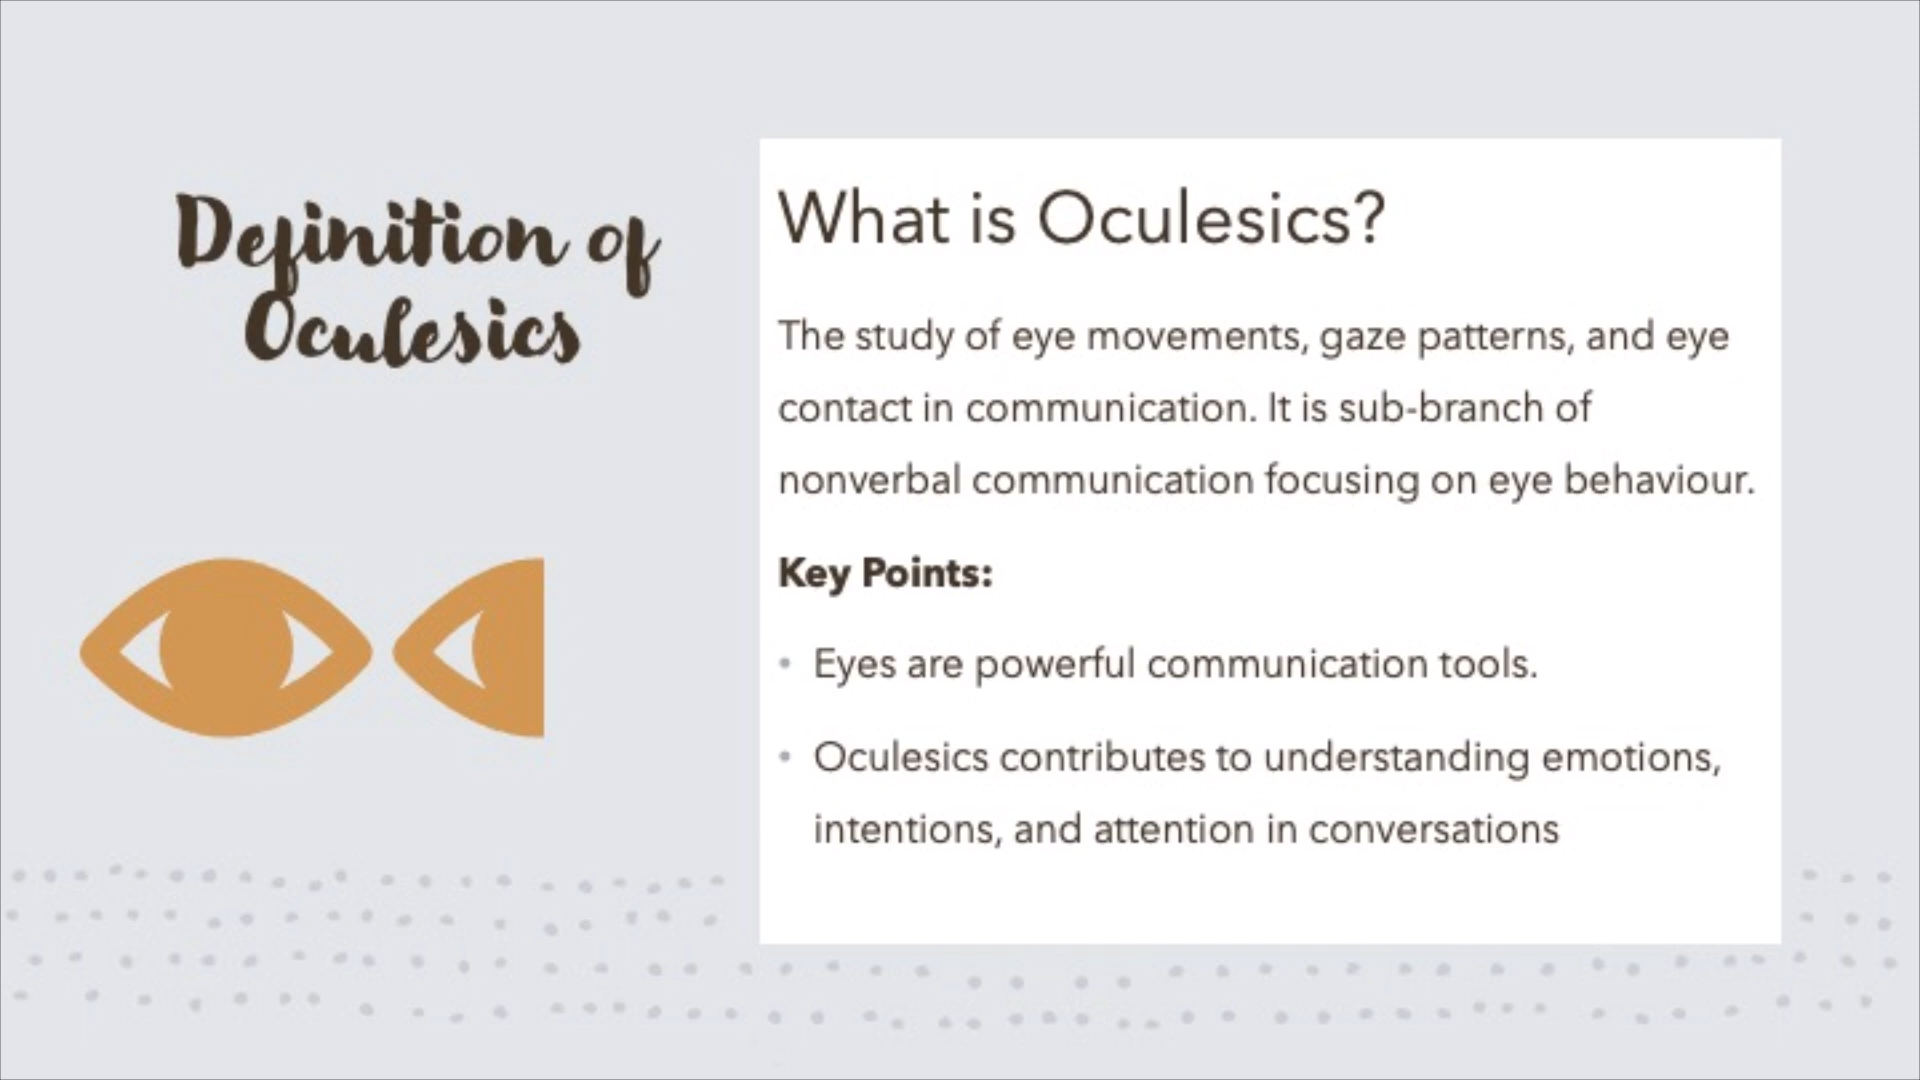 Definition of
Oculesics
What is Oculesics?
The study of eye movements, gaze patterns, and eye
contact in communication. It is sub-branch of
nonverbal communication focusing on eye behaviour.
Key Points:
• Eyes are powerful communication tools.
• Oculesics contributes to understanding emotions,
intentions, and attention in conversations